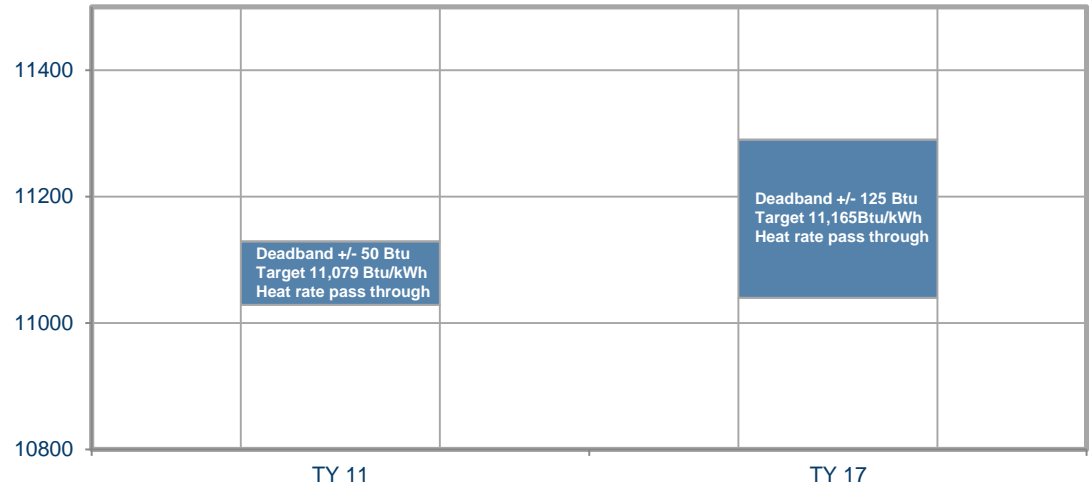 11400
11200
11000
10800
Deadband +/- 125 Btu
Target 11,165Btu/kWh
Heat rate pass through
Deadband +/- 50 Btu
Target 11,079 Btu/kWh
Heat rate pass through
TY 11
TY 17